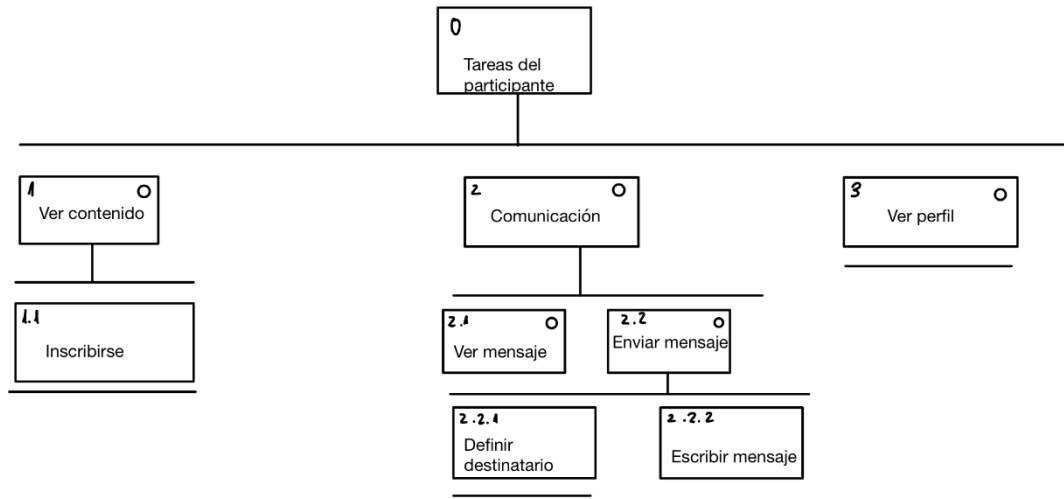 0
Tareas del
participante
1
Ver contenido
2
Comunicación
3
Ver perfil
1.1
Inscribirse
2.1
Ver mensaje
2.2
Enviar mensaje
2.2.1
Definir
destinatario
2.2.2
Escribir mensaje